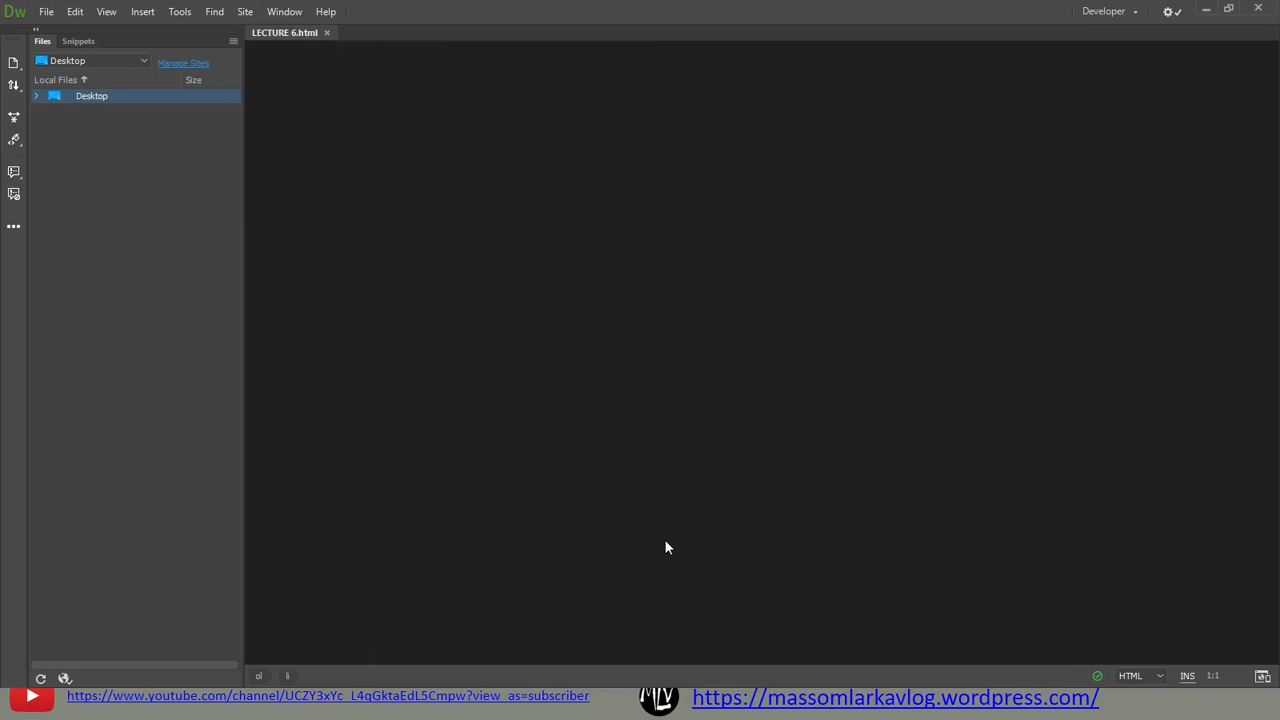 Dw File Edit View Insert Tools Find Site Window Help Developer
Files Snippets
LECTURE 6.html
Desktop Manage Sites
Local Files Size
Desktop
ol li HTML INS 1:1
https://www.youtube.com/channel/UCZY3xYc_L4qGktaEdL5Cmpw?view_as=subscriber
MLV https://massomlarkavlog.wordpress.com/